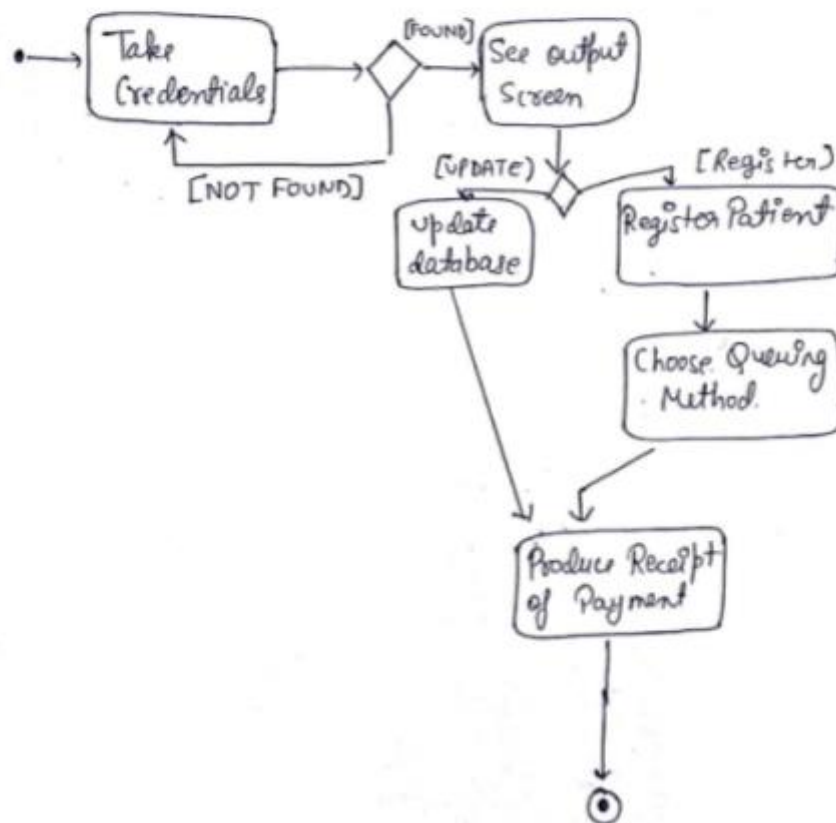 Take
Credentials
[FOUND]
See output
Screen
[NOT FOUND]
[UPDATE)
[Register)
update
database
Register Patient
Choose Queuing
Method.
Produce Receipt
of Payment